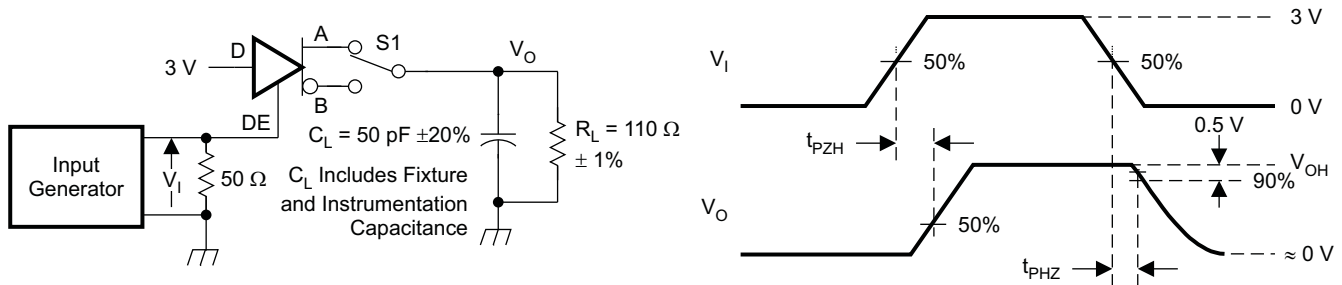 A
S1
D
3 V
B
DE
V_O
Input
Generator
V_I
50 Ω
C_L = 50 pF ±20%
C_L Includes Fixture
and Instrumentation
Capacitance
R_L = 110 Ω
± 1%
3 V
V_I
50%
50%
0 V
0.5 V
t_PZH
V_OH
90%
V_O
50%
≈ 0 V
t_PHZ